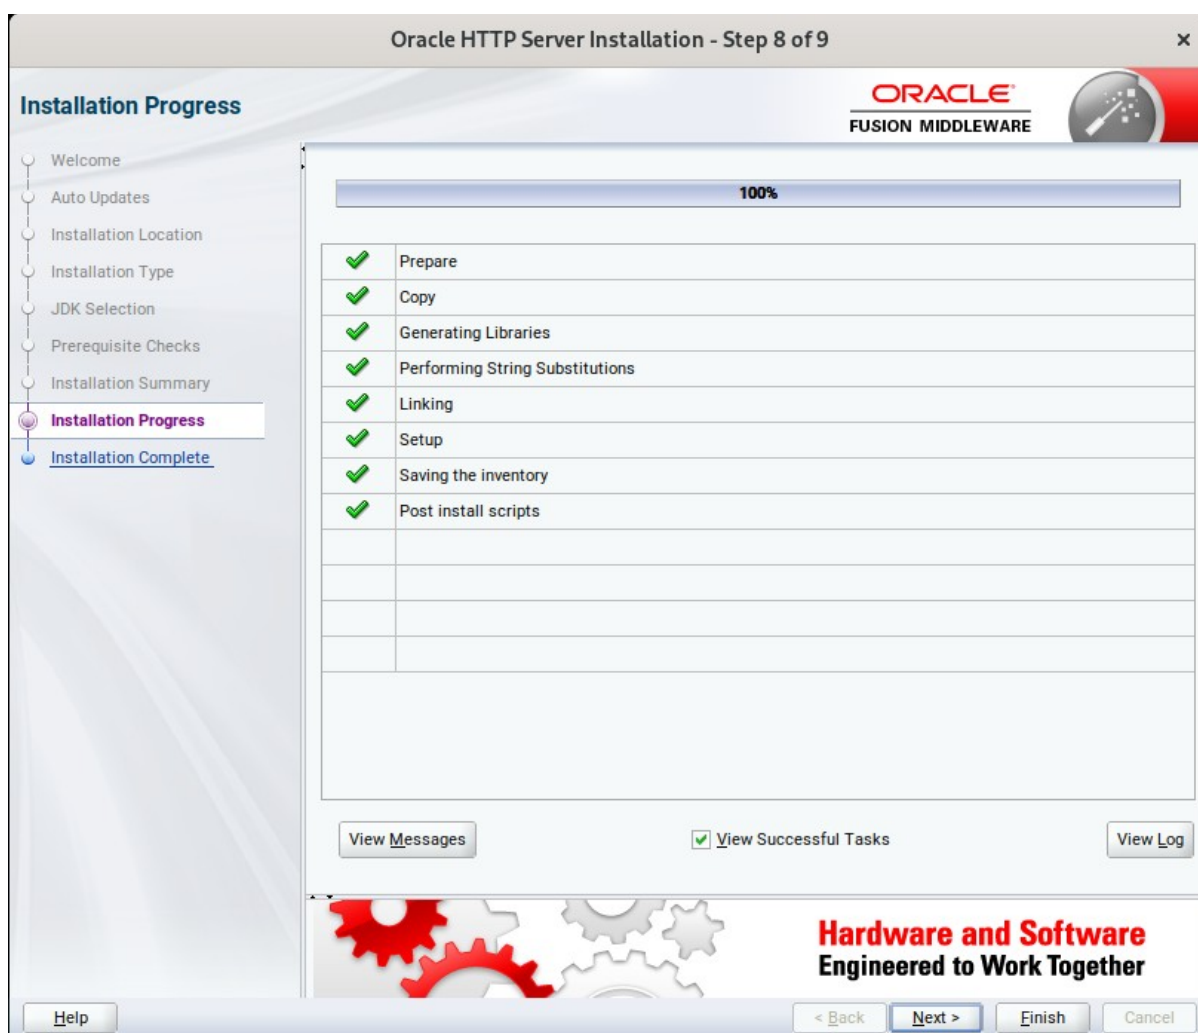 Oracle HTTP Server Installation - Step 8 of 9
Installation Progress
ORACLE
FUSION MIDDLEWARE
Welcome
Auto Updates
Installation Location
Installation Type
JDK Selection
Prerequisite Checks
Installation Summary
Installation Progress
Installation Complete
100%
Prepare
Copy
Generating Libraries
Performing String Substitutions
Linking
Setup
Saving the inventory
Post install scripts
View Messages
View Successful Tasks
View Log
Hardware and Software
Engineered to Work Together
Help
< Back
Next >
Finish
Cancel